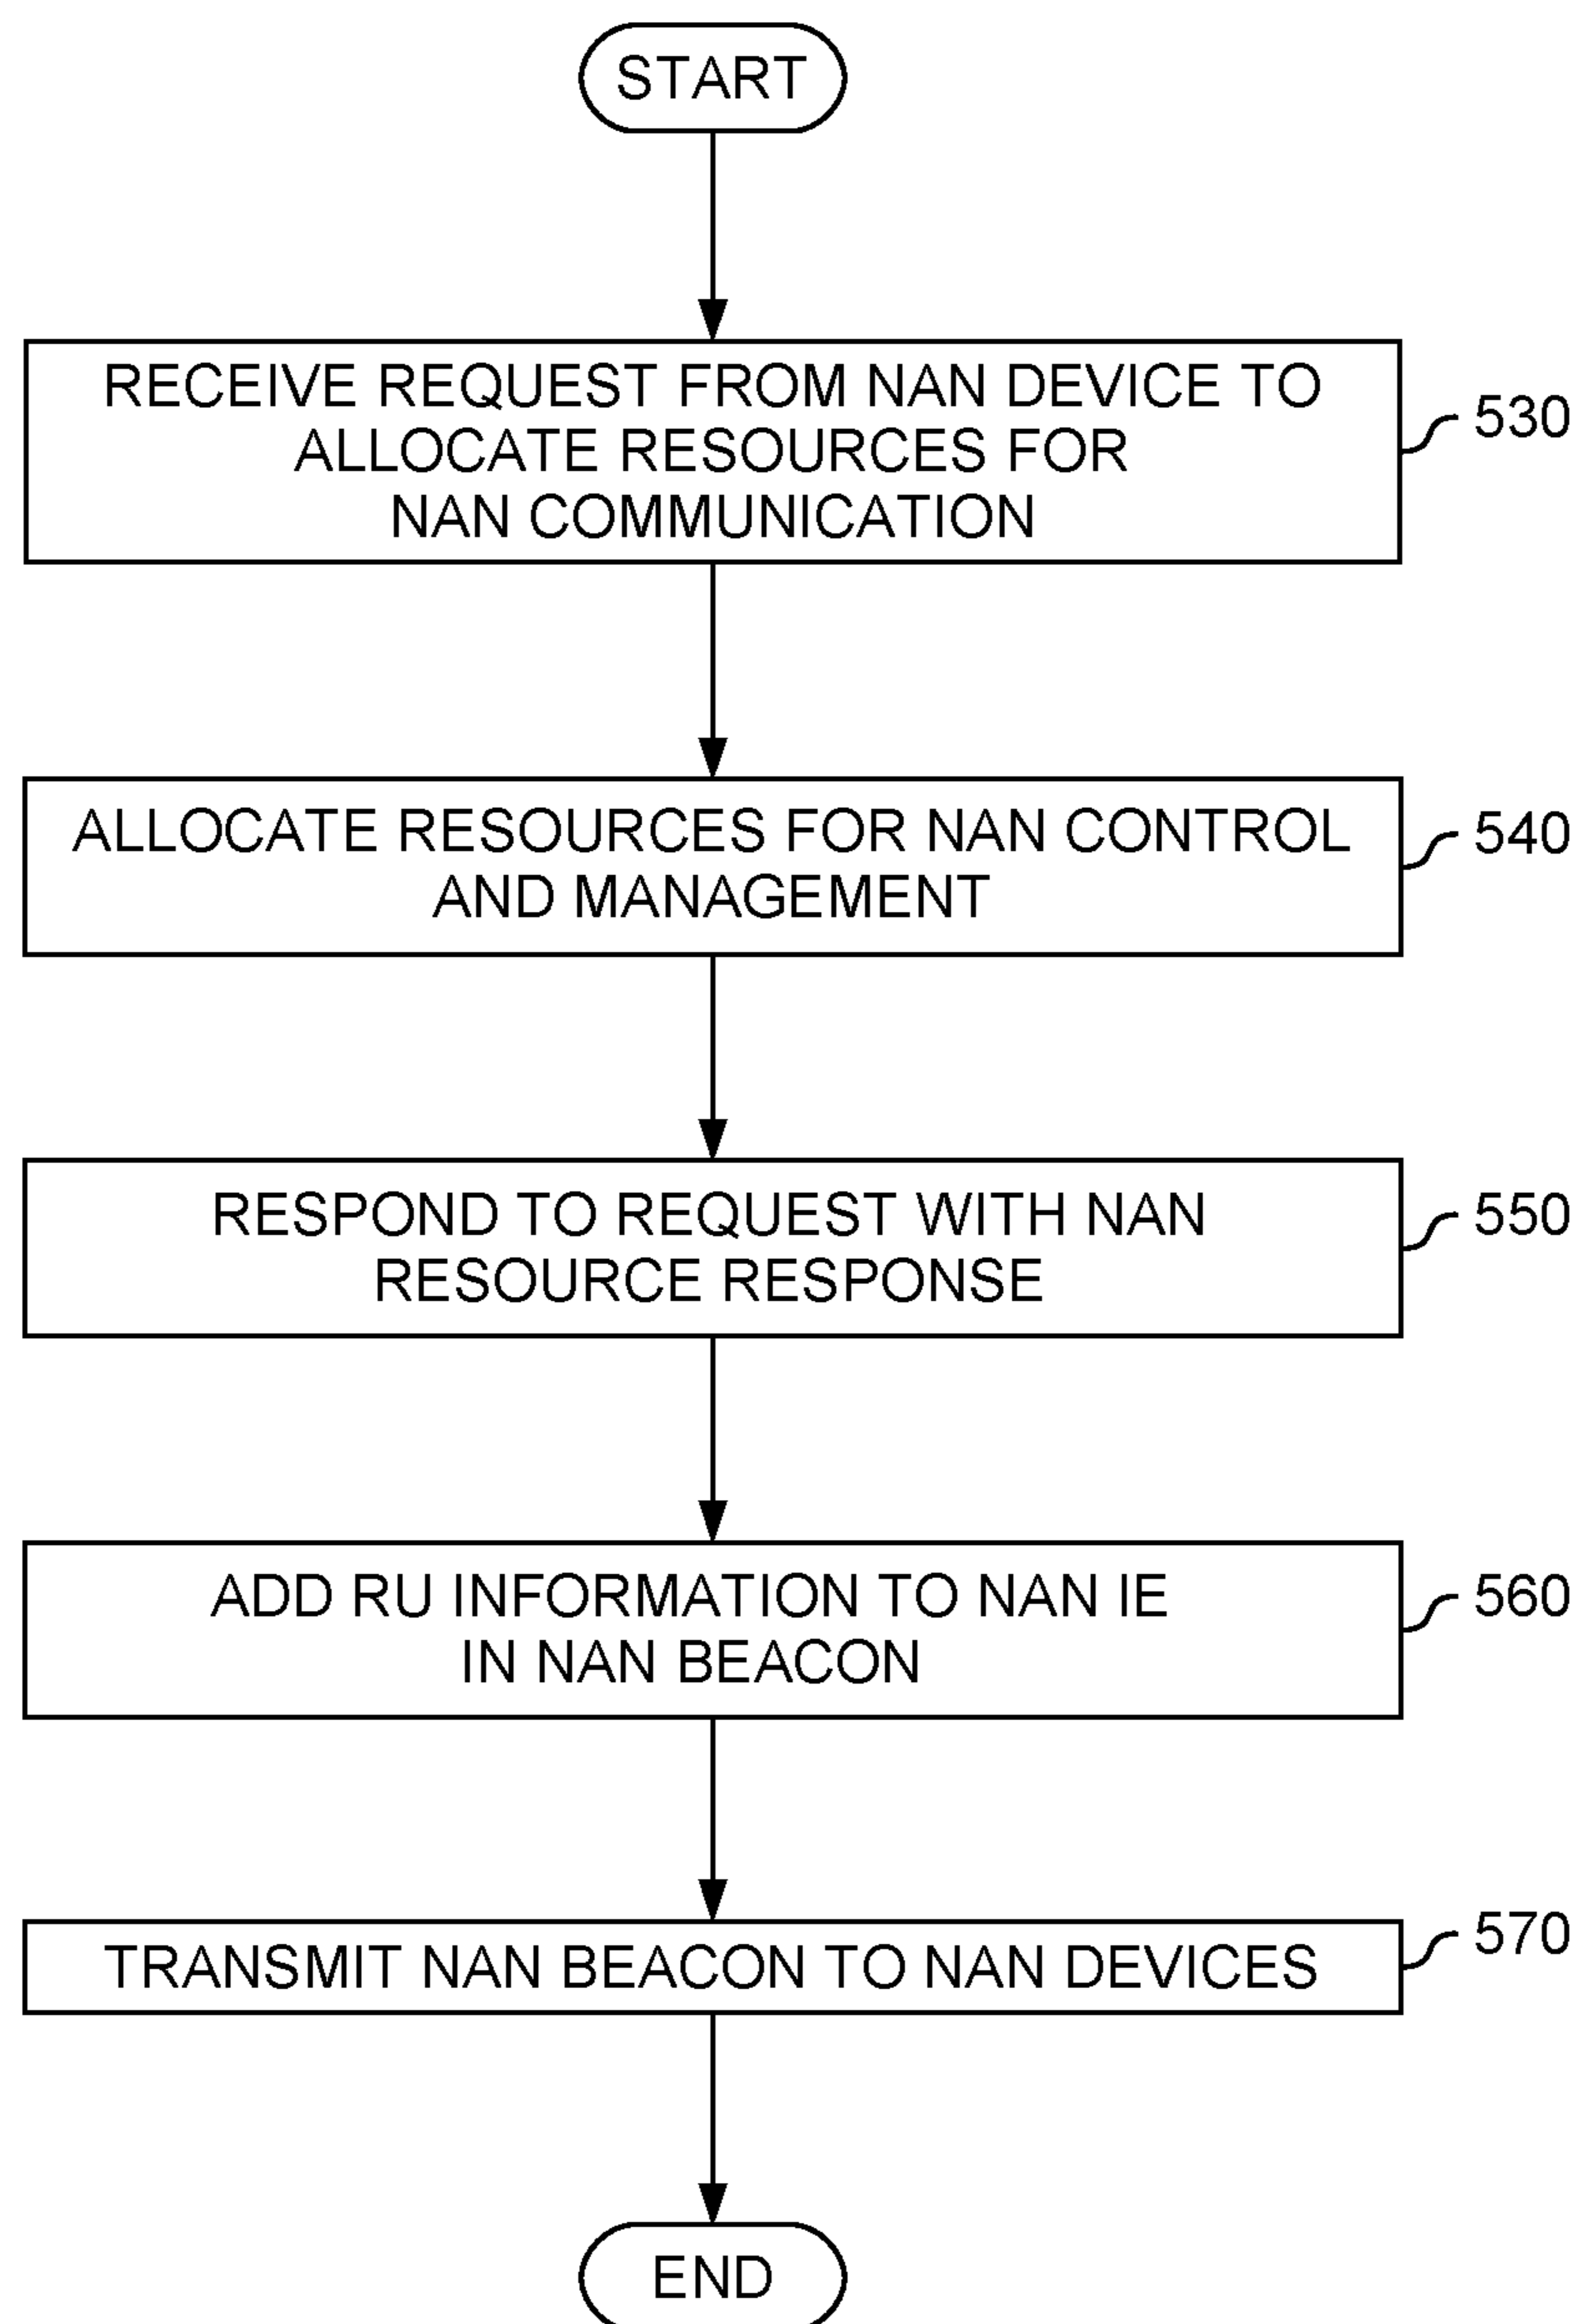 START
RECEIVE REQUEST FROM NAN DEVICE TO
ALLOCATE RESOURCES FOR
NAN COMMUNICATION
530
ALLOCATE RESOURCES FOR NAN CONTROL
AND MANAGEMENT
540
RESPOND TO REQUEST WITH NAN
RESOURCE RESPONSE
550
ADD RU INFORMATION TO NAN IE
IN NAN BEACON
560
TRANSMIT NAN BEACON TO NAN DEVICES
570
END